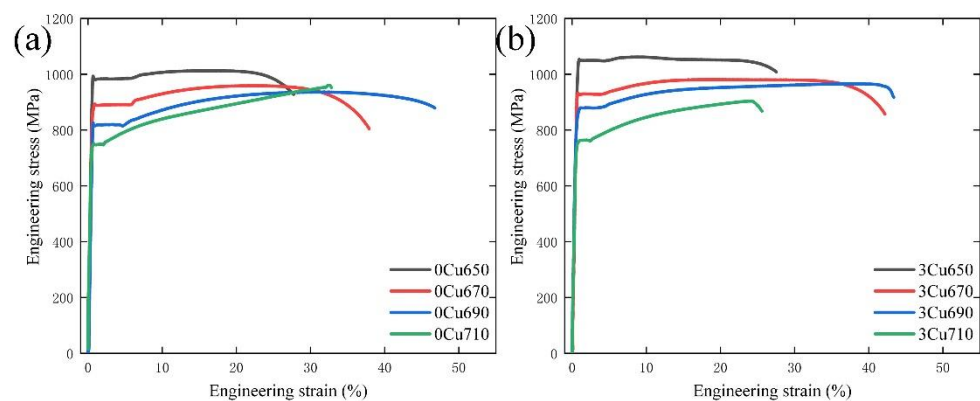 (a)
1200
1000
800
600
400
200
0
Engineering stress (MPa)
0 10 20 30 40 50
Engineering strain (%)
0Cu650
0Cu670
0Cu690
0Cu710
(b)
1200
1000
800
600
400
200
0
Engineering stress (MPa)
0 10 20 30 40 50
Engineering strain (%)
3Cu650
3Cu670
3Cu690
3Cu710